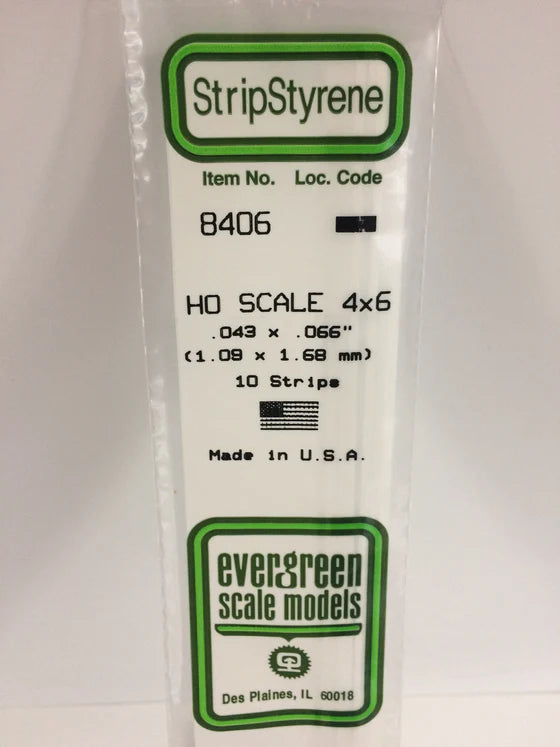 StripStyrene
Item No. Loc. Code
8406
HO SCALE 4x6
.043 x .066"
(1.09 x 1.68 mm)
10 Strips
Made in U.S.A.
evergreen
scale models
Des Plaines, IL 60018